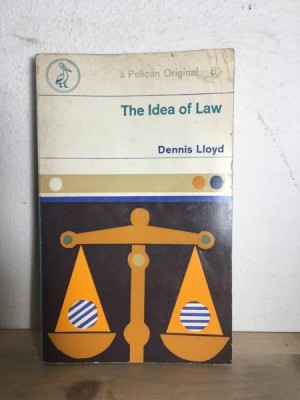 a Pelican Original
The Idea of Law
Dennis Lloyd